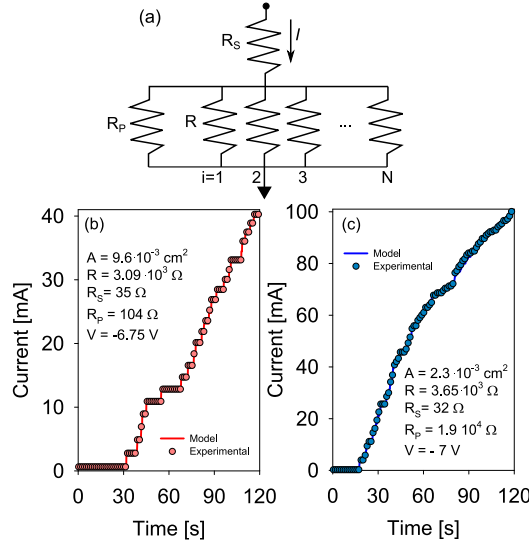 (a)
R_S
I
R_P
R
...
i=1
2
3
N
(b)
Current [mA]
40
30
20
10
0
A = 9.6·10⁻³ cm²
R = 3.09·10³ Ω
R_S= 35 Ω
R_P = 104 Ω
V = -6.75 V
Model
Experimental
0 30 60 90 120
Time [s]
(c)
Current [mA]
100
80
60
40
20
0
Model
Experimental
A = 2.3·10⁻³ cm²
R = 3.65·10³ Ω
R_S= 32 Ω
R_P = 1.9 10⁴ Ω
V = - 7 V
0 30 60 90 120
Time [s]